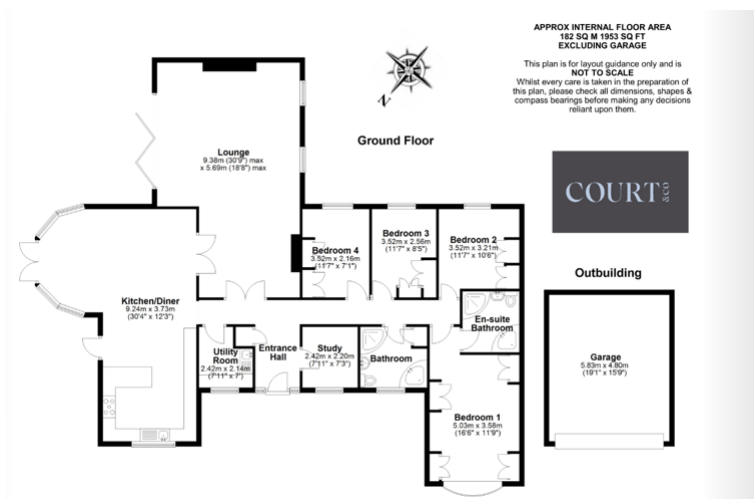 APPROX INTERNAL FLOOR AREA
182 SQ M 1953 SQ FT
EXCLUDING GARAGE
This plan is for layout guidance only and is
NOT TO SCALE
Whilst every care is taken in the preparation of
this plan, please check all dimensions, shapes &
compass bearings before making any decisions
reliant upon them.
N
Ground Floor
Lounge
9.38m (30'9") max
x 5.69m (18'8") max
COURT
&CO
Bedroom 4
3.52m x 2.16m
(11'7" x 7'1")
Bedroom 3
3.52m x 2.56m
(11'7" x 8'5")
Bedroom 2
3.52m x 3.21m
(11'7" x 10'6")
Outbuilding
Kitchen/Diner
9.24m x 3.73m
(30'4" x 12'3")
Utility
Room
2.42m x 2.14m
(7'11" x 7')
Entrance
Hall
Study
2.42m x 2.20m
(7'11" x 7'3")
Bathroom
En-suite
Bathroom
Garage
5.83m x 4.80m
(19'1" x 15'9")
Bedroom 1
5.03m x 3.58m
(16'6" x 11'9")